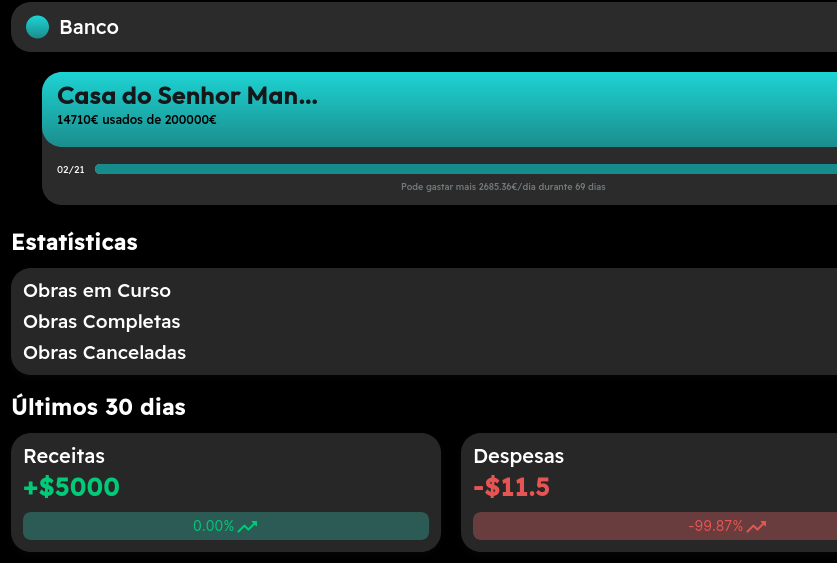 Banco
Casa do Senhor Man...
14710€ usados de 200000€
02/21
Pode gastar mais 2685.36€/dia durante 69 dias
Estatísticas
Obras em Curso
Obras Completas
Obras Canceladas
Últimos 30 dias
Receitas
+$5000
0.00%
Despesas
-$11.5
-99.87%